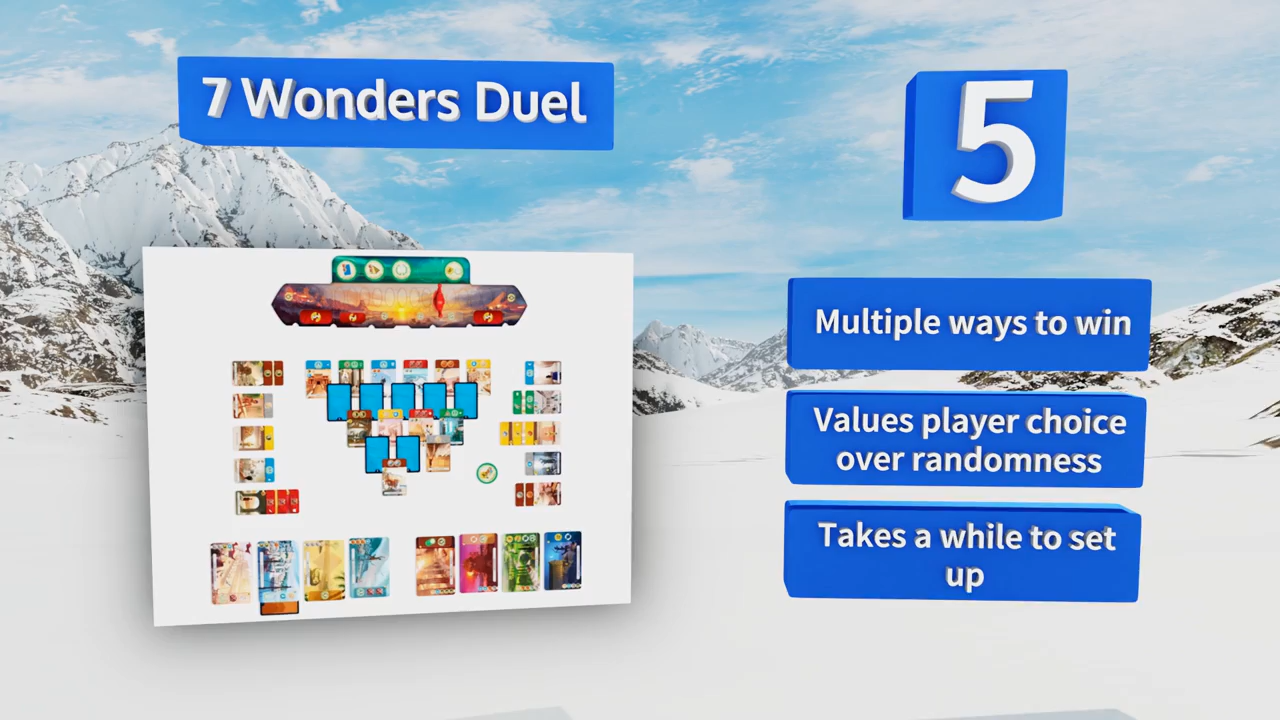 7 Wonders Duel
5
Multiple ways to win
Values player choice
over randomness
Takes a while to set
up